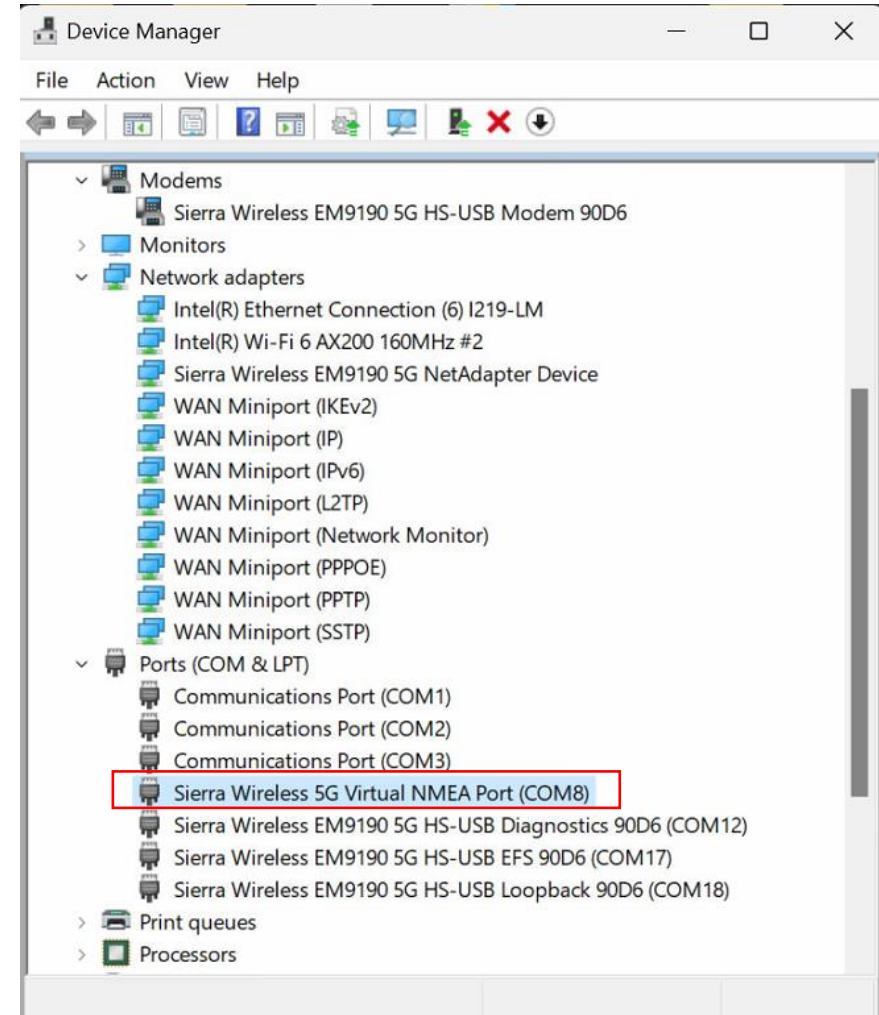 Device Manager
File Action View Help
Modems
Sierra Wireless EM9190 5G HS-USB Modem 90D6
Monitors
Network adapters
Intel(R) Ethernet Connection (6) I219-LM
Intel(R) Wi-Fi 6 AX200 160MHz #2
Sierra Wireless EM9190 5G NetAdapter Device
WAN Miniport (IKEv2)
WAN Miniport (IP)
WAN Miniport (IPv6)
WAN Miniport (L2TP)
WAN Miniport (Network Monitor)
WAN Miniport (PPPOE)
WAN Miniport (PPTP)
WAN Miniport (SSTP)
Ports (COM & LPT)
Communications Port (COM1)
Communications Port (COM2)
Communications Port (COM3)
Sierra Wireless 5G Virtual NMEA Port (COM8)
Sierra Wireless EM9190 5G HS-USB Diagnostics 90D6 (COM12)
Sierra Wireless EM9190 5G HS-USB EFS 90D6 (COM17)
Sierra Wireless EM9190 5G HS-USB Loopback 90D6 (COM18)
Print queues
Processors